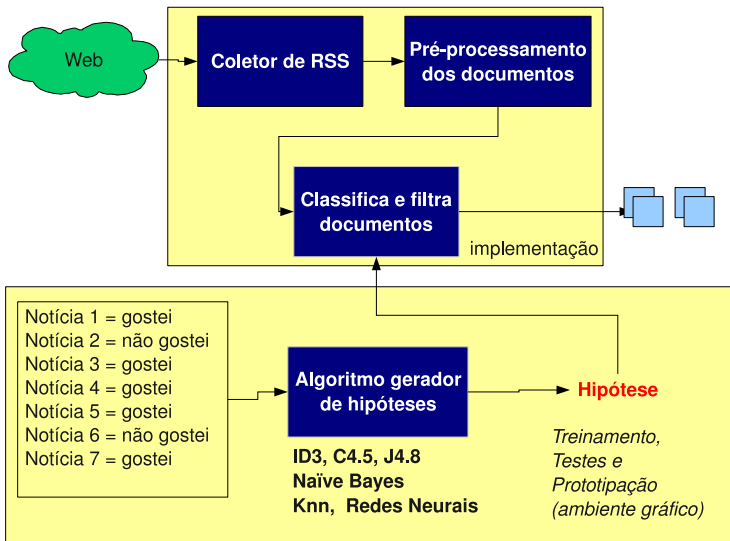 Web
Coletor de RSS
Pré-processamento
dos documentos
Classifica e filtra
documentos
implementação
Notícia 1 = gostei
Notícia 2 = não gostei
Notícia 3 = gostei
Notícia 4 = gostei
Notícia 5 = gostei
Notícia 6 = não gostei
Notícia 7 = gostei
Algoritmo gerador
de hipóteses
ID3, C4.5, J4.8
Naïve Bayes
Knn, Redes Neurais
Hipótese
Treinamento,
Testes e
Prototipação
(ambiente gráfico)